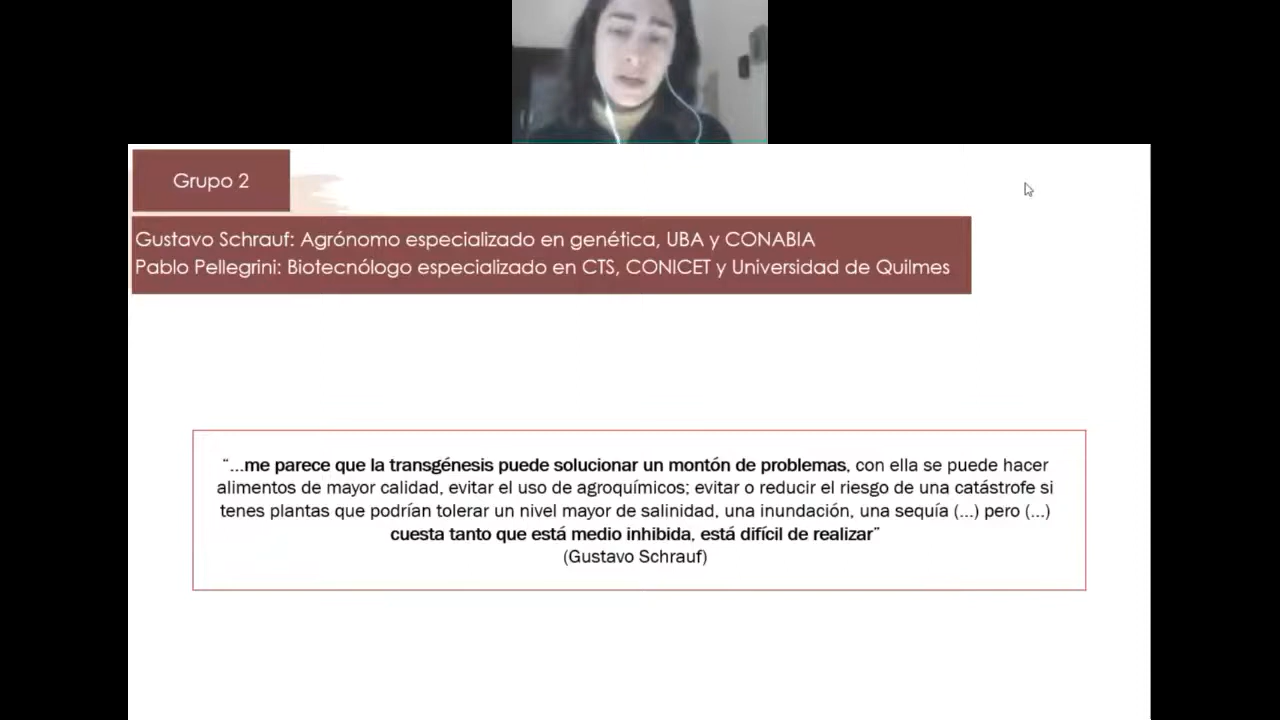 Grupo 2
Gustavo Schrauf: Agrónomo especializado en genética, UBA y CONABIA
Pablo Pellegrini: Biotecnólogo especializado en CTS, CONICET y Universidad de Quilmes
¨...me parece que la transgénesis puede solucionar un montón de problemas, con ella se puede hacer
alimentos de mayor calidad, evitar el uso de agroquímicos; evitar o reducir el riesgo de una catástrofe si
tenes plantas que podrían tolerar un nivel mayor de salinidad, una inundación, una sequía (...) pero (...)
cuesta tanto que está medio inhibida, está difícil de realizar¨
(Gustavo Schrauf)